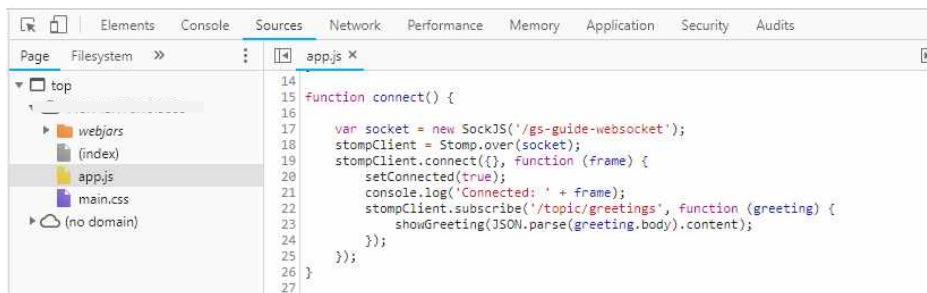 Elements Console Sources Network Performance Memory Application Security Audits
Page Filesystem »
top
webjars
(index)
app.js
main.css
(no domain)
app.js ×
14
15 function connect() {
16
17 var socket = new SockJS('/gs-guide-websocket');
18 stompClient = Stomp.over(socket);
19 stompClient.connect({}, function (frame) {
20 setConnected(true);
21 console.log('Connected: ' + frame);
22 stompClient.subscribe('/topic/greetings', function (greeting) {
23 showGreeting(JSON.parse(greeting.body).content);
24 });
25 });
26 }
27